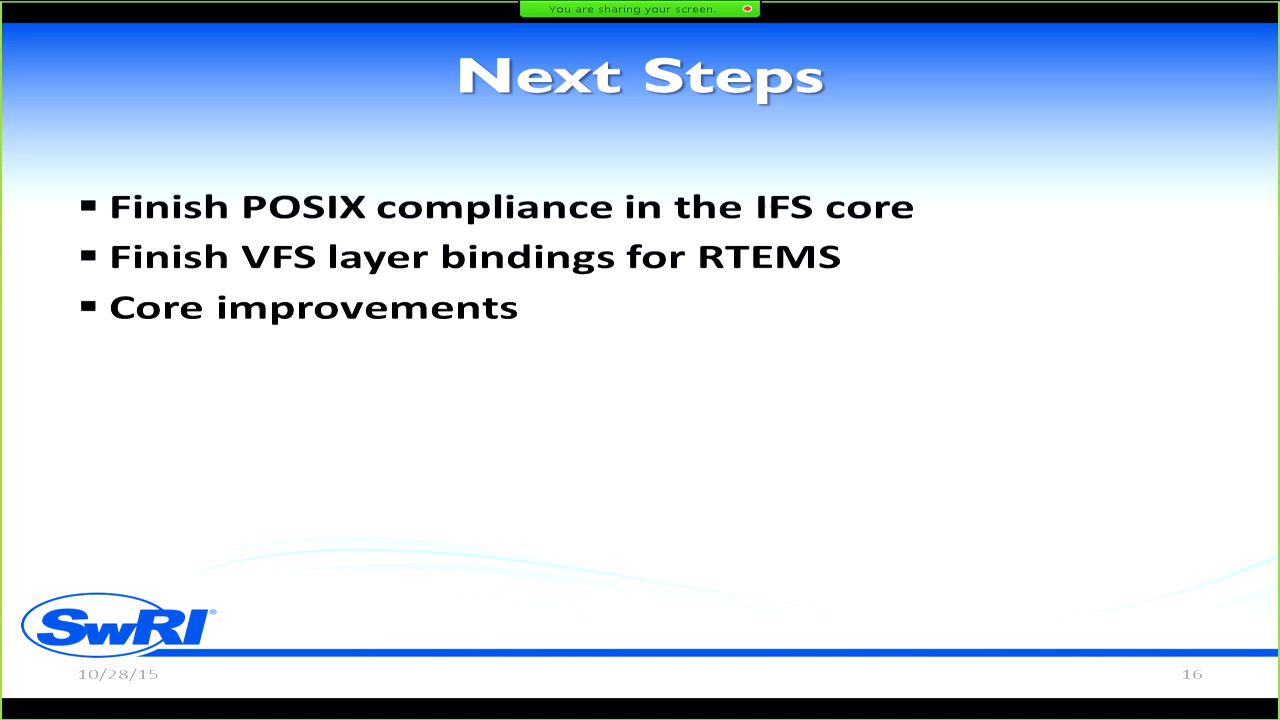 You are sharing your screen.
Next Steps
▪ Finish POSIX compliance in the IFS core
▪ Finish VFS layer bindings for RTEMS
▪ Core improvements
SwRI®
10/28/15
16